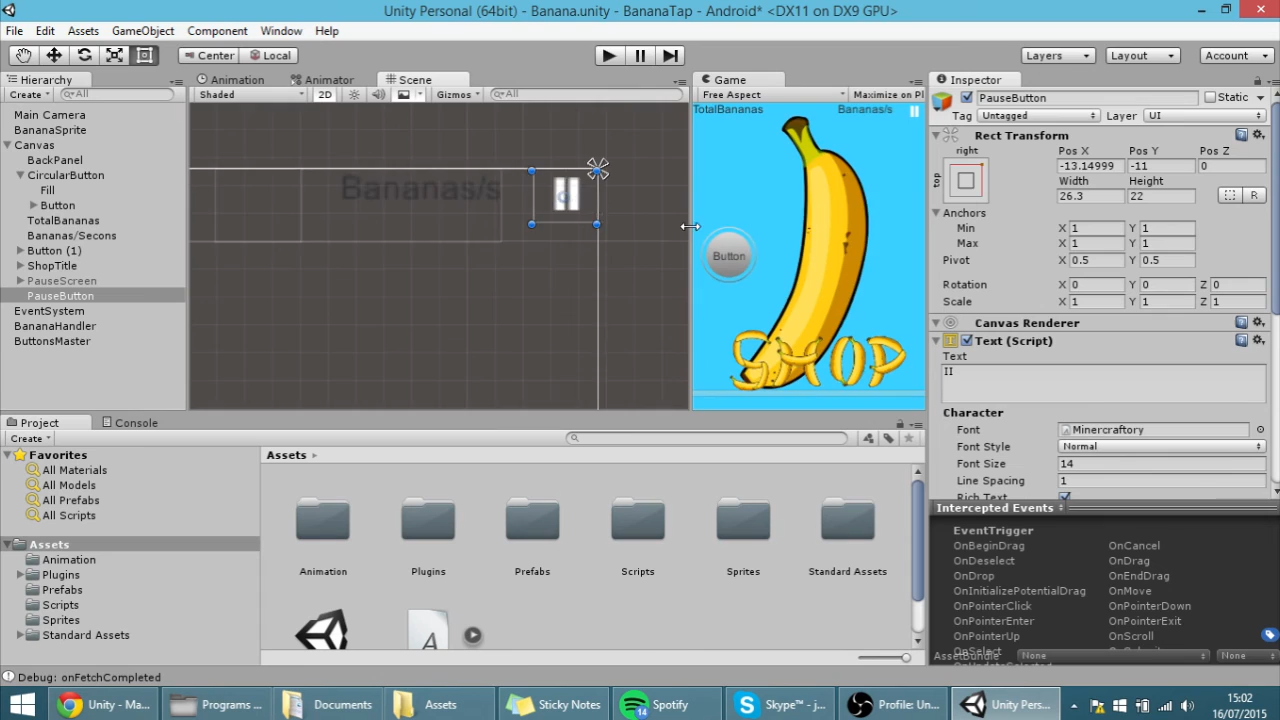 Unity Personal (64bit) - Banana.unity - BananaTap - Android* <DX11 on DX9 GPU>
File Edit Assets GameObject Component Window Help
Center Local Layers Layout Account
Hierarchy
Create All
Main Camera
BananaSprite
Canvas
BackPanel
CircularButton
Fill
Button
TotalBananas
Bananas/Secons
Button (1)
ShopTitle
PauseScreen
PauseButton
EventSystem
BananaHandler
ButtonsMaster
Animation Animator Scene
Shaded 2D Gizmos All
Bananas/s
Game
Free Aspect Maximize on Pl
TotalBananas Bananas/s
Button
SHOP
Inspector
PauseButton Static
Tag Untagged Layer UI
Rect Transform
right Pos X Pos Y Pos Z
top -13.14999 -11 0
Width Height
26.3 22 R
Anchors
Min X 1 Y 1
Max X 1 Y 1
Pivot X 0.5 Y 0.5
Rotation X 0 Y 0 Z 0
Scale X 1 Y 1 Z 1
Canvas Renderer
Text (Script)
Text
II
Character
Font Minercraftory
Font Style Normal
Font Size 14
Line Spacing 1
Rich Text
Intercepted Events
EventTrigger
OnBeginDrag OnCancel
OnDeselect OnDrag
OnDrop OnEndDrag
OnInitializePotentialDrag OnMove
OnPointerClick OnPointerDown
OnPointerEnter OnPointerExit
OnPointerUp OnScroll
OnSelect
AssetBundle None None
Project Console
Create
Favorites
All Materials
All Models
All Prefabs
All Scripts
Assets
Animation
Plugins
Prefabs
Scripts
Sprites
Standard Assets
Assets
Animation Plugins Prefabs Scripts Sprites Standard Assets
A
Debug: onFetchCompleted
Unity - Ma... Programs ... Documents Assets Sticky Notes Spotify 14 Skype™ - j... Profile: Un... Unity Pers...
15:02
16/07/2015